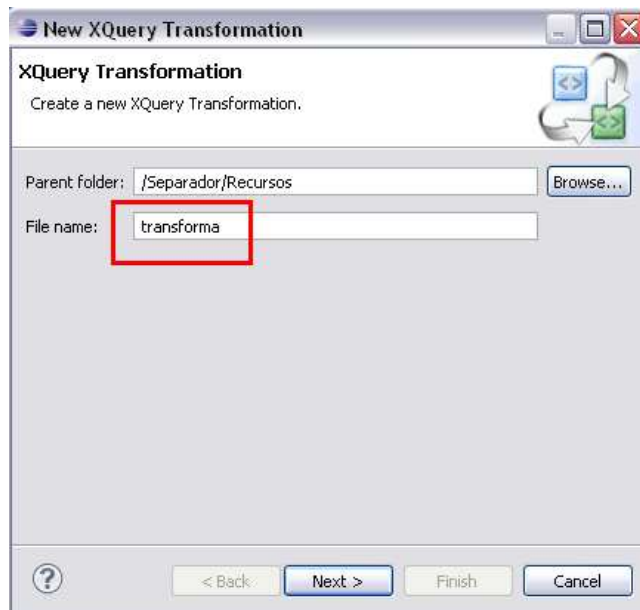 New XQuery Transformation
XQuery Transformation
Create a new XQuery Transformation.
Parent folder: /Separador/Recursos Browse...
File name: transforma
? < Back Next > Finish Cancel